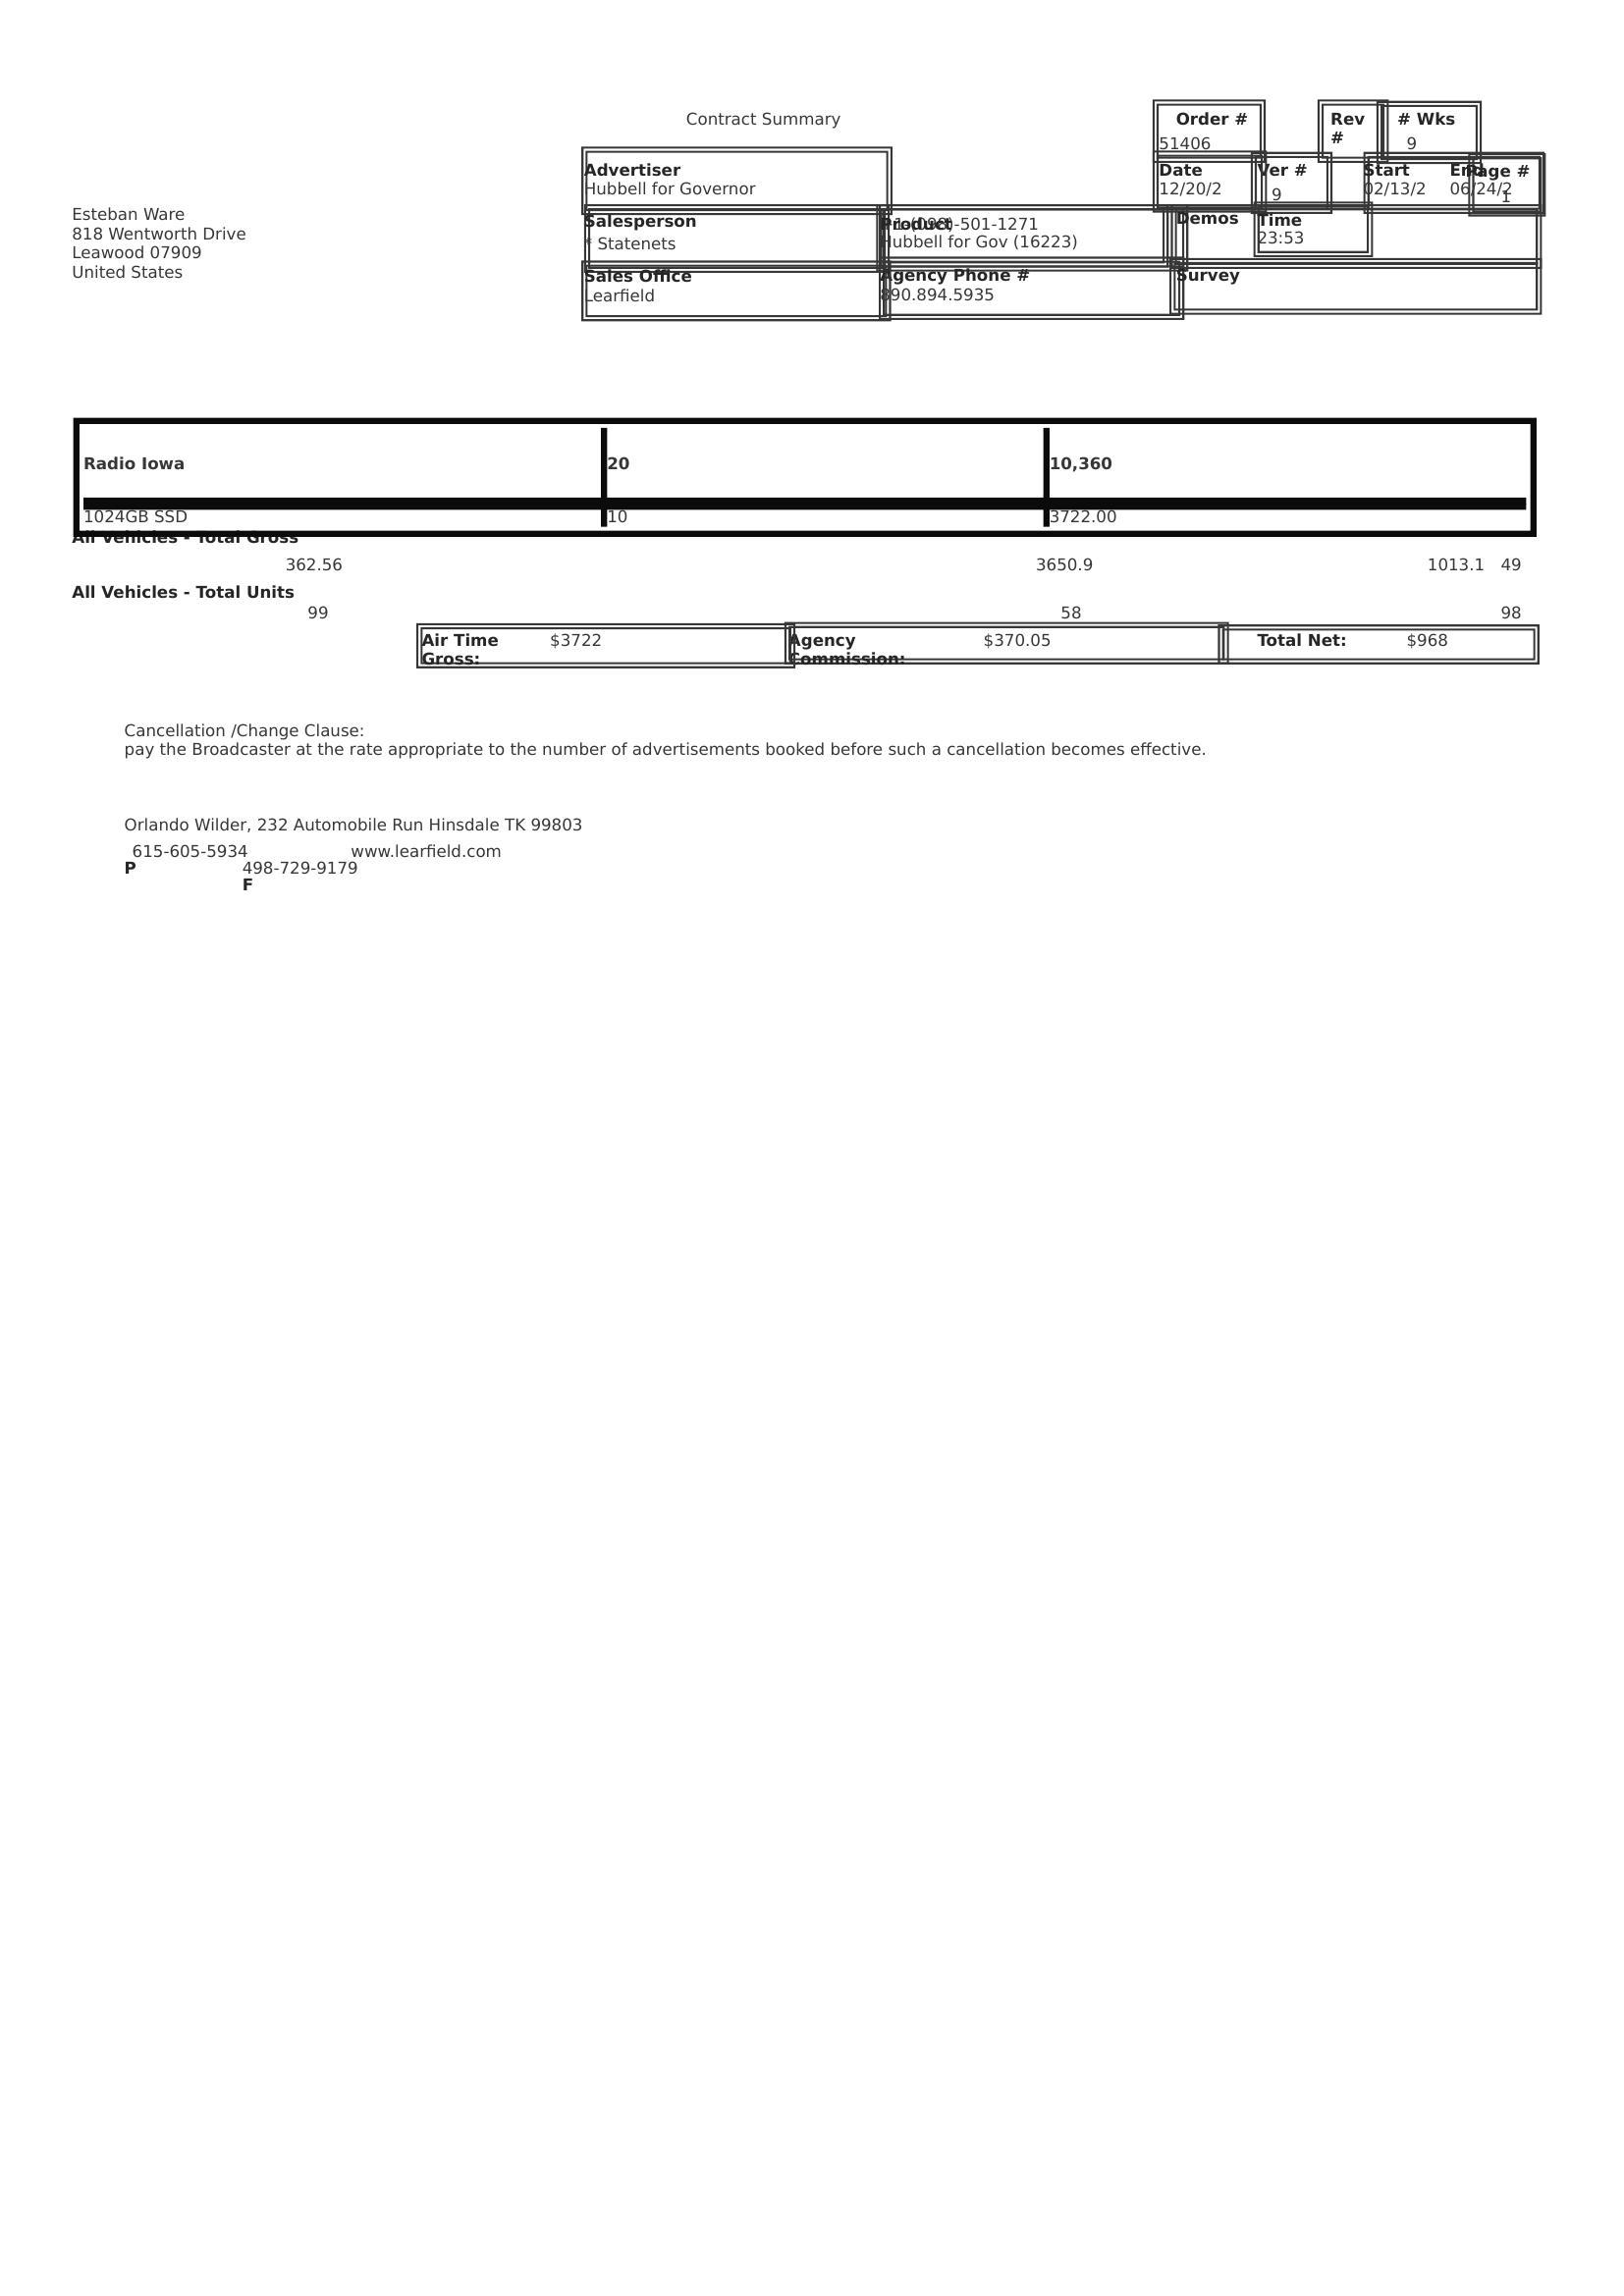 Contract Summary
Order #
51406
Rev
#
# Wks
9
Advertiser
Hubbell for Governor
Date
12/20/2
Ver #
9
Start
02/13/2
End
06/24/2
Page #
1
Esteban Ware
818 Wentworth Drive
Leawood 07909
United States
Salesperson
* Statenets
Product
-501-1271
Hubbell for Gov (16223)
Demos
Time
23:53
Sales Office
Learfield
Agency Phone #
890.894.5935
Survey
Radio Iowa 20 10,360
1024GB SSD 10 3722.00
All Vehicles - Total Gross
362.56 3650.9 1013.1 49
All Vehicles - Total Units
99 58 98
Air Time
Gross:
$3722
Agency
Commission:
$370.05
Total Net: $968
Cancellation /Change Clause:
pay the Broadcaster at the rate appropriate to the number of advertisements booked before such a cancellation becomes effective.
Orlando Wilder, 232 Automobile Run Hinsdale TK 99803
615-605-5934 www.learfield.com
P 498-729-9179
F